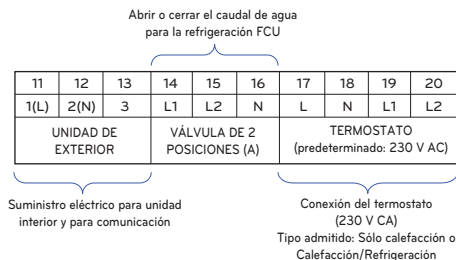 Abrir o cerrar el caudal de agua
para la refrigeración FCU
11 12 13 14 15 16 17 18 19 20
1(L) 2(N) 3 L1 L2 N L N L1 L2
UNIDAD DE
EXTERIOR
VÁLVULA DE 2
POSICIONES (A)
TERMOSTATO
(predeterminado: 230 V AC)
Suministro eléctrico para unidad
interior y para comunicación
Conexión del termostato
(230 V CA)
Tipo admitido: Sólo calefacción o
Calefacción/Refrigeración